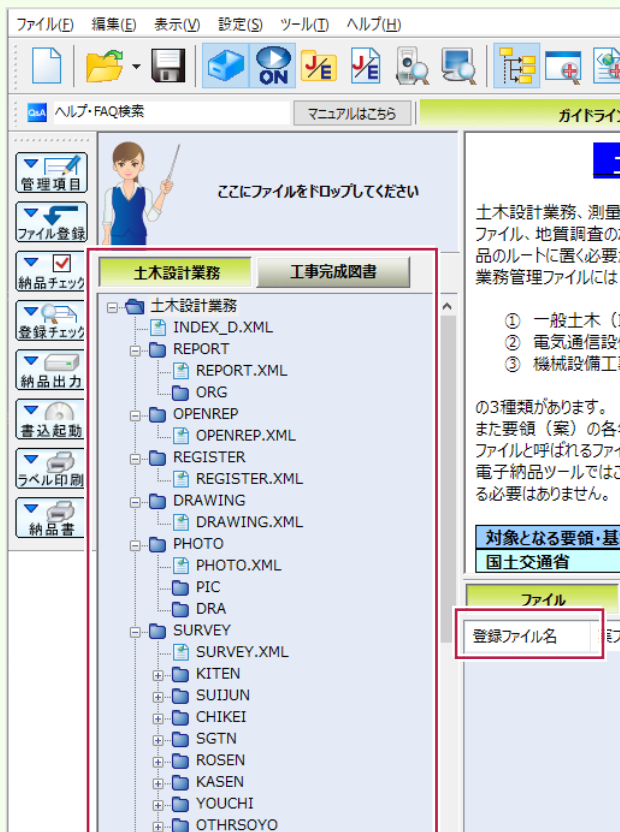 ファイル(F) 編集(E) 表示(V) 設定(S) ツール(T) ヘルプ(H)
ON
J/E
J/E
Q&A ヘルプ・FAQ検索
マニュアルはこちら
ガイドライン
管理項目
ファイル登録
納品チェック
登録チェック
納品出力
書込起動
ラベル印刷
納品書
ここにファイルをドロップしてください
土木設計業務
工事完成図書
土木設計業務
INDEX_D.XML
REPORT
REPORT.XML
ORG
OPENREP
OPENREP.XML
REGISTER
REGISTER.XML
DRAWING
DRAWING.XML
PHOTO
PHOTO.XML
PIC
DRA
SURVEY
SURVEY.XML
KITEN
SUIJUN
CHIKEI
SGTN
ROSEN
KASEN
YOUCHI
OTHRSOYO
土木設計業務、測量
ファイル、地質調査の
品のルートに置く必要
業務管理ファイルには
① 一般土木（
② 電気通信設
③ 機械設備工
の3種類があります。
また要領（案）の各
ファイルと呼ばれるファイ
電子納品ツールではこ
る必要はありません。
対象となる要領・基
国土交通省
ファイル
登録ファイル名